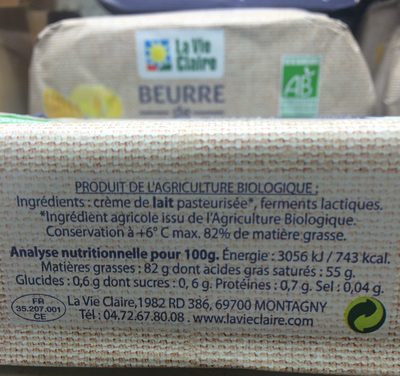 La Vie
Claire
BEURRE
de
AB
PRODUIT DE L'AGRICULTURE BIOLOGIQUE :
Ingrédients : crème de lait pasteurisée*, ferments lactiques.
*Ingrédient agricole issu de l'Agriculture Biologique.
Conservation à +6° C max. 82% de matière grasse.
Analyse nutritionnelle pour 100g. Énergie : 3056 kJ / 743 kcal.
Matières grasses : 82 g dont acides gras saturés : 55 g.
Glucides : 0,6 g dont sucres : 0, 6 g. Protéines : 0,7 g. Sel : 0,04 g.
FR
35.207.001
CE
La Vie Claire,1982 RD 386, 69700 MONTAGNY
Tél : 04.72.67.80.08 - www.lavieclaire.com